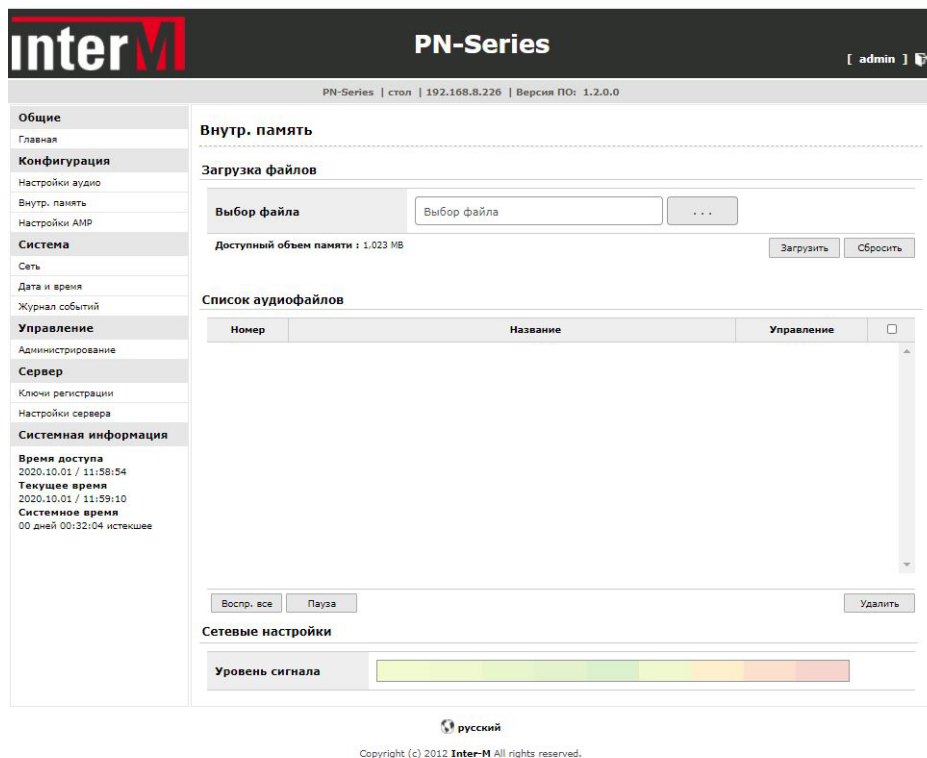 inter M
PN-Series
[ admin ]
PN-Series | стол | 192.168.8.226 | Версия ПО: 1.2.0.0
Общие
Главная
Конфигурация
Настройки аудио
Внутр. память
Настройки AMP
Система
Сеть
Дата и время
Журнал событий
Управление
Администрирование
Сервер
Ключи регистрации
Настройки сервера
Системная информация
Время доступа
2020.10.01 / 11:58:54
Текущее время
2020.10.01 / 11:59:10
Системное время
00 дней 00:32:04 истекшее
Внутр. память
Загрузка файлов
Выбор файла Выбор файла ...
Доступный объем памяти : 1,023 MB Загрузить Сбросить
Список аудиофайлов
Номер Название Управление
Воспр. все Пауза Удалить
Сетевые настройки
Уровень сигнала
русский
Copyright (c) 2012 Inter-M All rights reserved.